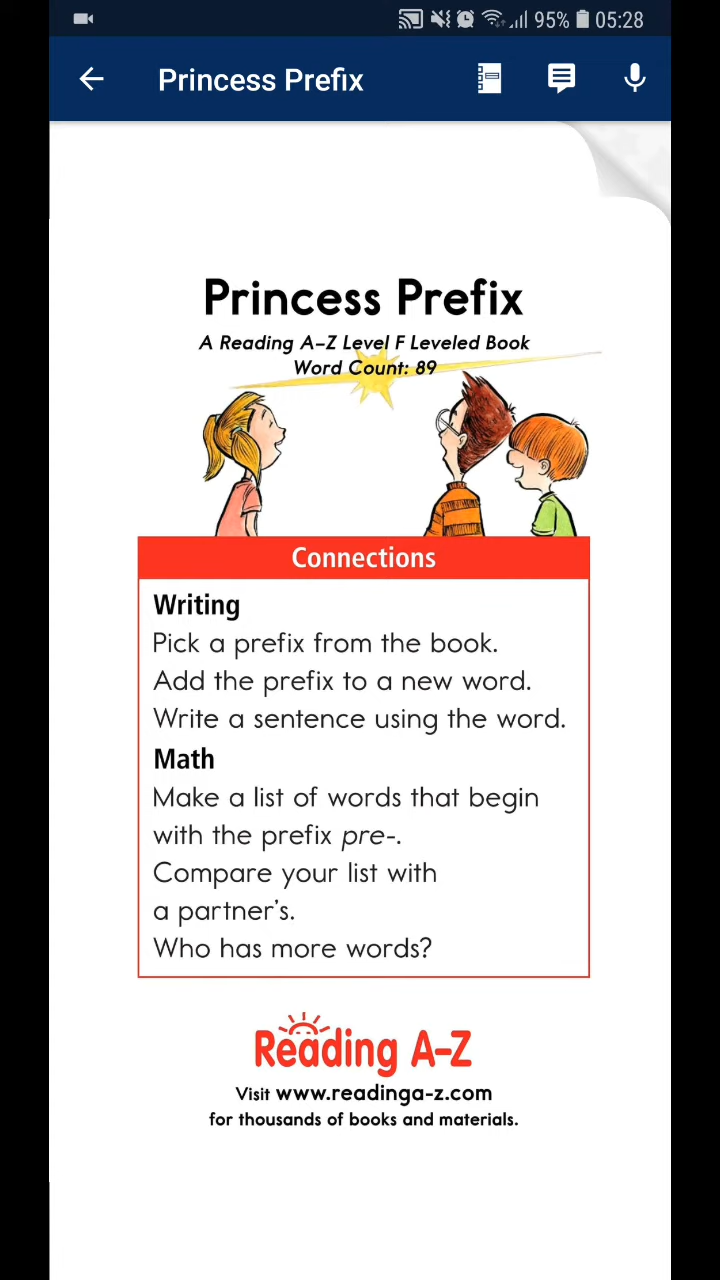 95% 05:28
Princess Prefix
Princess Prefix
A Reading A–Z Level F Leveled Book
Word Count: 89
Connections
Writing
Pick a prefix from the book.
Add the prefix to a new word.
Write a sentence using the word.
Math
Make a list of words that begin
with the prefix pre-.
Compare your list with
a partner's.
Who has more words?
Reading A–Z
Visit www.readinga-z.com
for thousands of books and materials.